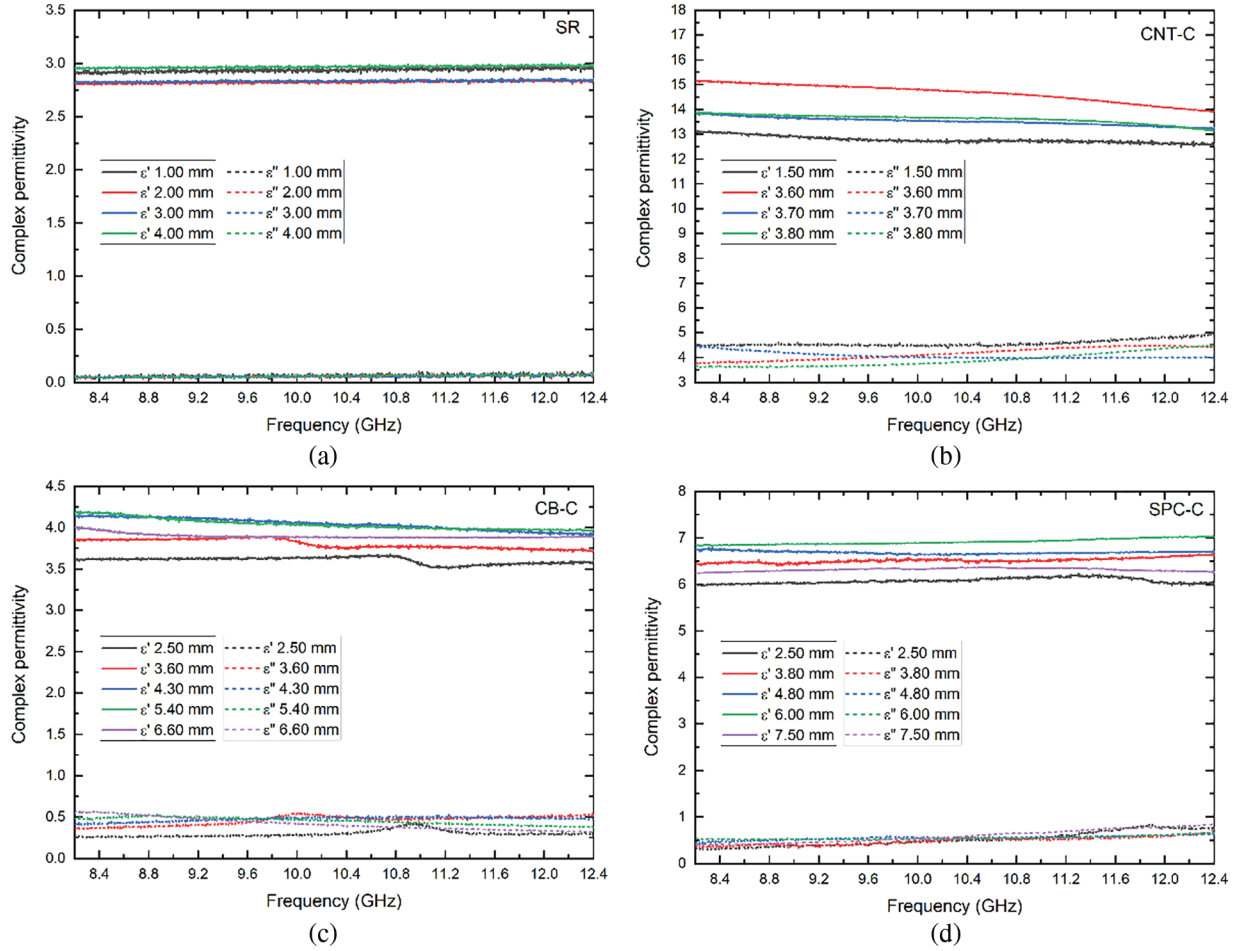 SR
3.5
3.0
2.5
2.0
1.5
1.0
0.5
0.0
Complex permittivity
ε' 1.00 mm ε'' 1.00 mm
ε' 2.00 mm ε'' 2.00 mm
ε' 3.00 mm ε'' 3.00 mm
ε' 4.00 mm ε'' 4.00 mm
8.4 8.8 9.2 9.6 10.0 10.4 10.8 11.2 11.6 12.0 12.4
Frequency (GHz)
(a)
CNT-C
18
17
16
15
14
13
12
11
10
9
8
7
6
5
4
3
Complex permittivity
ε' 1.50 mm ε'' 1.50 mm
ε' 3.60 mm ε'' 3.60 mm
ε' 3.70 mm ε'' 3.70 mm
ε' 3.80 mm ε'' 3.80 mm
8.4 8.8 9.2 9.6 10.0 10.4 10.8 11.2 11.6 12.0 12.4
Frequency (GHz)
(b)
CB-C
4.5
4.0
3.5
3.0
2.5
2.0
1.5
1.0
0.5
0.0
Complex permittivity
ε' 2.50 mm ε'' 2.50 mm
ε' 3.60 mm ε'' 3.60 mm
ε' 4.30 mm ε'' 4.30 mm
ε' 5.40 mm ε'' 5.40 mm
ε' 6.60 mm ε'' 6.60 mm
8.4 8.8 9.2 9.6 10.0 10.4 10.8 11.2 11.6 12.0 12.4
Frequency (GHz)
(c)
SPC-C
8
7
6
5
4
3
2
1
0
Complex permittivity
ε' 2.50 mm ε'' 2.50 mm
ε' 3.80 mm ε'' 3.80 mm
ε' 4.80 mm ε'' 4.80 mm
ε' 6.00 mm ε'' 6.00 mm
ε' 7.50 mm ε'' 7.50 mm
8.4 8.8 9.2 9.6 10.0 10.4 10.8 11.2 11.6 12.0 12.4
Frequency (GHz)
(d)